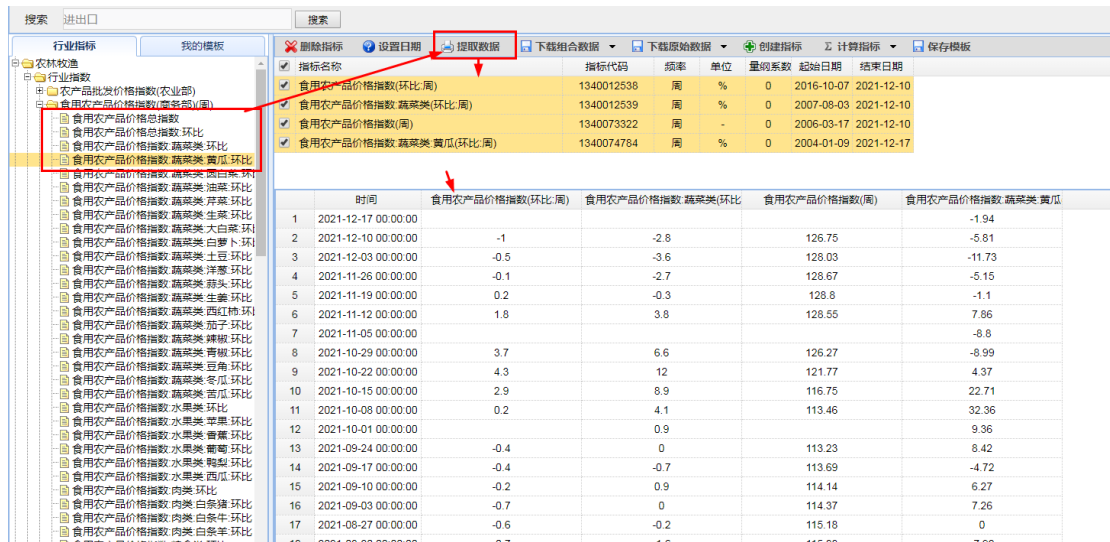 搜索 进出口 搜索
行业指标 我的模板
农林牧渔
行业指数
农产品批发价格指数(农业部)
食用农产品价格指数(商务部)(周)
食用农产品价格总指数
食用农产品价格总指数:环比
食用农产品价格指数:蔬菜类:环比
食用农产品价格指数:蔬菜类:黄瓜:环比
食用农产品价格指数:蔬菜类:圆白菜:环比
食用农产品价格指数:蔬菜类:油菜:环比
食用农产品价格指数:蔬菜类:芹菜:环比
食用农产品价格指数:蔬菜类:生菜:环比
食用农产品价格指数:蔬菜类:大白菜:环
食用农产品价格指数:蔬菜类:白萝卜:环
食用农产品价格指数:蔬菜类:土豆:环比
食用农产品价格指数:蔬菜类:洋葱:环比
食用农产品价格指数:蔬菜类:蒜头:环比
食用农产品价格指数:蔬菜类:生姜:环比
食用农产品价格指数:蔬菜类:西红柿:环
食用农产品价格指数:蔬菜类:茄子:环比
食用农产品价格指数:蔬菜类:辣椒:环比
食用农产品价格指数:蔬菜类:青椒:环比
食用农产品价格指数:蔬菜类:豆角:环比
食用农产品价格指数:蔬菜类:冬瓜:环比
食用农产品价格指数:蔬菜类:苦瓜:环比
食用农产品价格指数:水果类:环比
食用农产品价格指数:水果类:苹果:环比
食用农产品价格指数:水果类:香蕉:环比
食用农产品价格指数:水果类:葡萄:环比
食用农产品价格指数:水果类:鸭梨:环比
食用农产品价格指数:水果类:西瓜:环比
食用农产品价格指数:肉类:环比
食用农产品价格指数:肉类:白条猪:环比
食用农产品价格指数:肉类:白条牛:环比
食用农产品价格指数:肉类:白条羊:环比
删除指标 设置日期 提取数据 下载组合数据 下载原始数据 创建指标 Σ 计算指标 保存模板
指标名称 指标代码 频率 单位 量纲系数 起始日期 结束日期
食用农产品价格指数(环比:周) 1340012538 周 % 0 2016-10-07 2021-12-10
食用农产品价格指数:蔬菜类(环比:周) 1340012539 周 % 0 2007-08-03 2021-12-10
食用农产品价格指数(周) 1340073322 周 - 0 2006-03-17 2021-12-10
食用农产品价格指数:蔬菜类:黄瓜(环比:周) 1340074784 周 % 0 2004-01-09 2021-12-17
时间 食用农产品价格指数(环比:周) 食用农产品价格指数:蔬菜类(环比: 食用农产品价格指数(周) 食用农产品价格指数:蔬菜类:黄瓜
1 2021-12-17 00:00:00 -1.94
2 2021-12-10 00:00:00 -1 -2.8 126.75 -5.81
3 2021-12-03 00:00:00 -0.5 -3.6 128.03 -11.73
4 2021-11-26 00:00:00 -0.1 -2.7 128.67 -5.15
5 2021-11-19 00:00:00 0.2 -0.3 128.8 -1.1
6 2021-11-12 00:00:00 1.8 3.8 128.55 7.86
7 2021-11-05 00:00:00 -8.8
8 2021-10-29 00:00:00 3.7 6.6 126.27 -8.99
9 2021-10-22 00:00:00 4.3 12 121.77 4.37
10 2021-10-15 00:00:00 2.9 8.9 116.75 22.71
11 2021-10-08 00:00:00 0.2 4.1 113.46 32.36
12 2021-10-01 00:00:00 0.9 9.36
13 2021-09-24 00:00:00 -0.4 0 113.23 8.42
14 2021-09-17 00:00:00 -0.4 -0.7 113.69 -4.72
15 2021-09-10 00:00:00 -0.2 0.9 114.14 6.27
16 2021-09-03 00:00:00 -0.7 0 114.37 7.26
17 2021-08-27 00:00:00 -0.6 -0.2 115.18 0